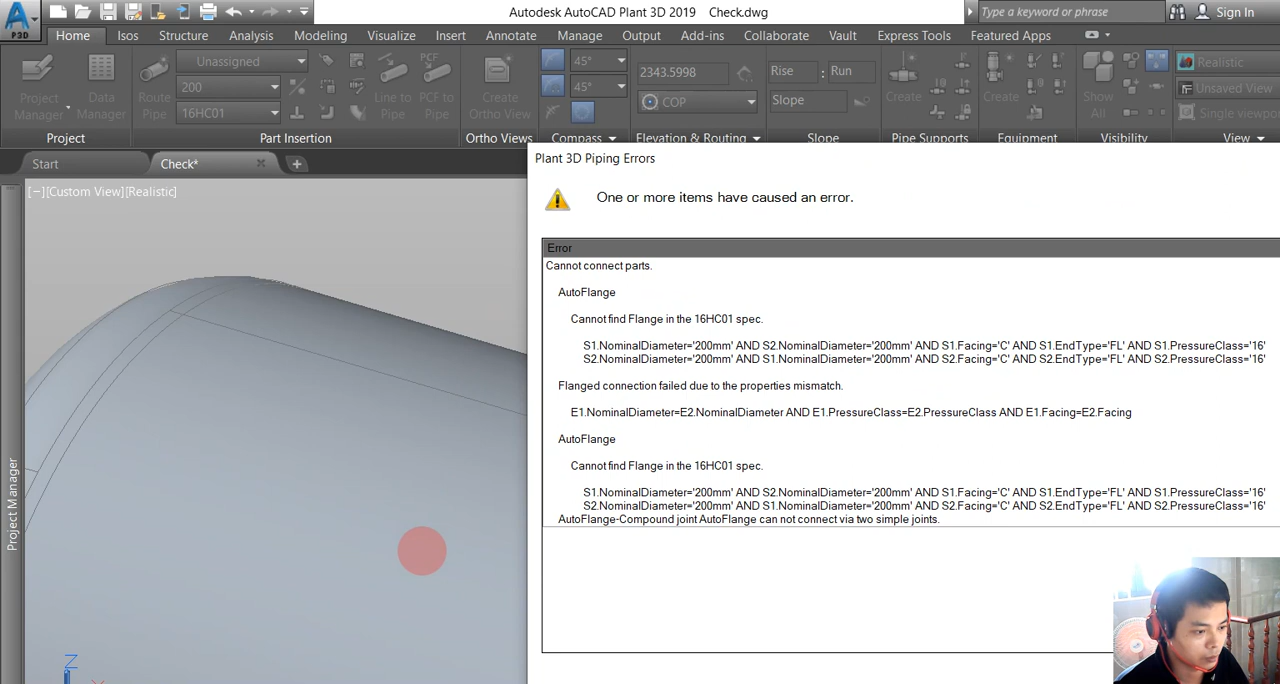 Autodesk AutoCAD Plant 3D 2019 Check.dwg
Type a keyword or phrase
Sign In
P3D
Home Isos Structure Analysis Modeling Visualize Insert Annotate Manage Output Add-ins Collaborate Vault Express Tools Featured Apps
Project Manager
Data Manager
Route Pipe
Unassigned
200
16HC01
Line to Pipe
PCF to Pipe
PCF
Create Ortho View
45°
45°
2343.5998
COP
Rise : Run
Slope
Create
Create
Show All
Realistic
Unsaved View
Single viewpor
Project Part Insertion Ortho Views Compass Elevation & Routing Slope Pipe Supports Equipment Visibility View
Start Check*
[−][Custom View][Realistic]
Project Manager
Plant 3D Piping Errors
One or more items have caused an error.
Error
Cannot connect parts.
AutoFlange
Cannot find Flange in the 16HC01 spec.
S1.NominalDiameter='200mm' AND S2.NominalDiameter='200mm' AND S1.Facing='C' AND S1.EndType='FL' AND S1.PressureClass='16'
S2.NominalDiameter='200mm' AND S1.NominalDiameter='200mm' AND S2.Facing='C' AND S2.EndType='FL' AND S2.PressureClass='16'
Flanged connection failed due to the properties mismatch.
E1.NominalDiameter=E2.NominalDiameter AND E1.PressureClass=E2.PressureClass AND E1.Facing=E2.Facing
AutoFlange
Cannot find Flange in the 16HC01 spec.
S1.NominalDiameter='200mm' AND S2.NominalDiameter='200mm' AND S1.Facing='C' AND S1.EndType='FL' AND S1.PressureClass='16'
S2.NominalDiameter='200mm' AND S1.NominalDiameter='200mm' AND S2.Facing='C' AND S2.EndType='FL' AND S2.PressureClass='16'
AutoFlange-Compound joint AutoFlange can not connect via two simple joints.
Z